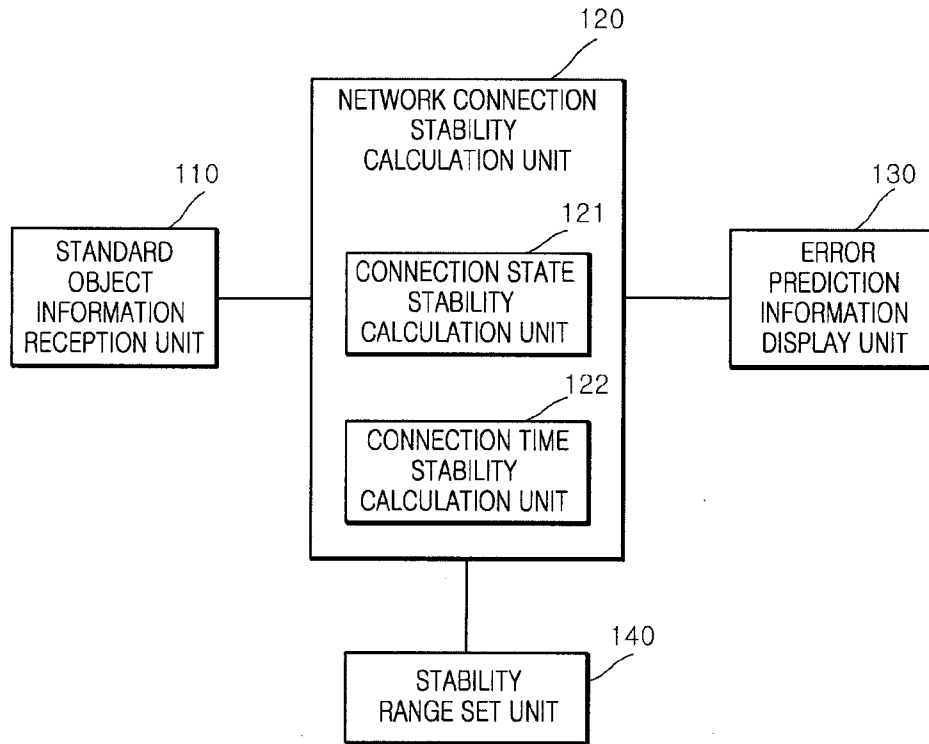 120
NETWORK CONNECTION
STABILITY
CALCULATION UNIT
110
STANDARD
OBJECT
INFORMATION
RECEPTION UNIT
121
CONNECTION STATE
STABILITY
CALCULATION UNIT
122
CONNECTION TIME
STABILITY
CALCULATION UNIT
130
ERROR
PREDICTION
INFORMATION
DISPLAY UNIT
140
STABILITY
RANGE SET UNIT